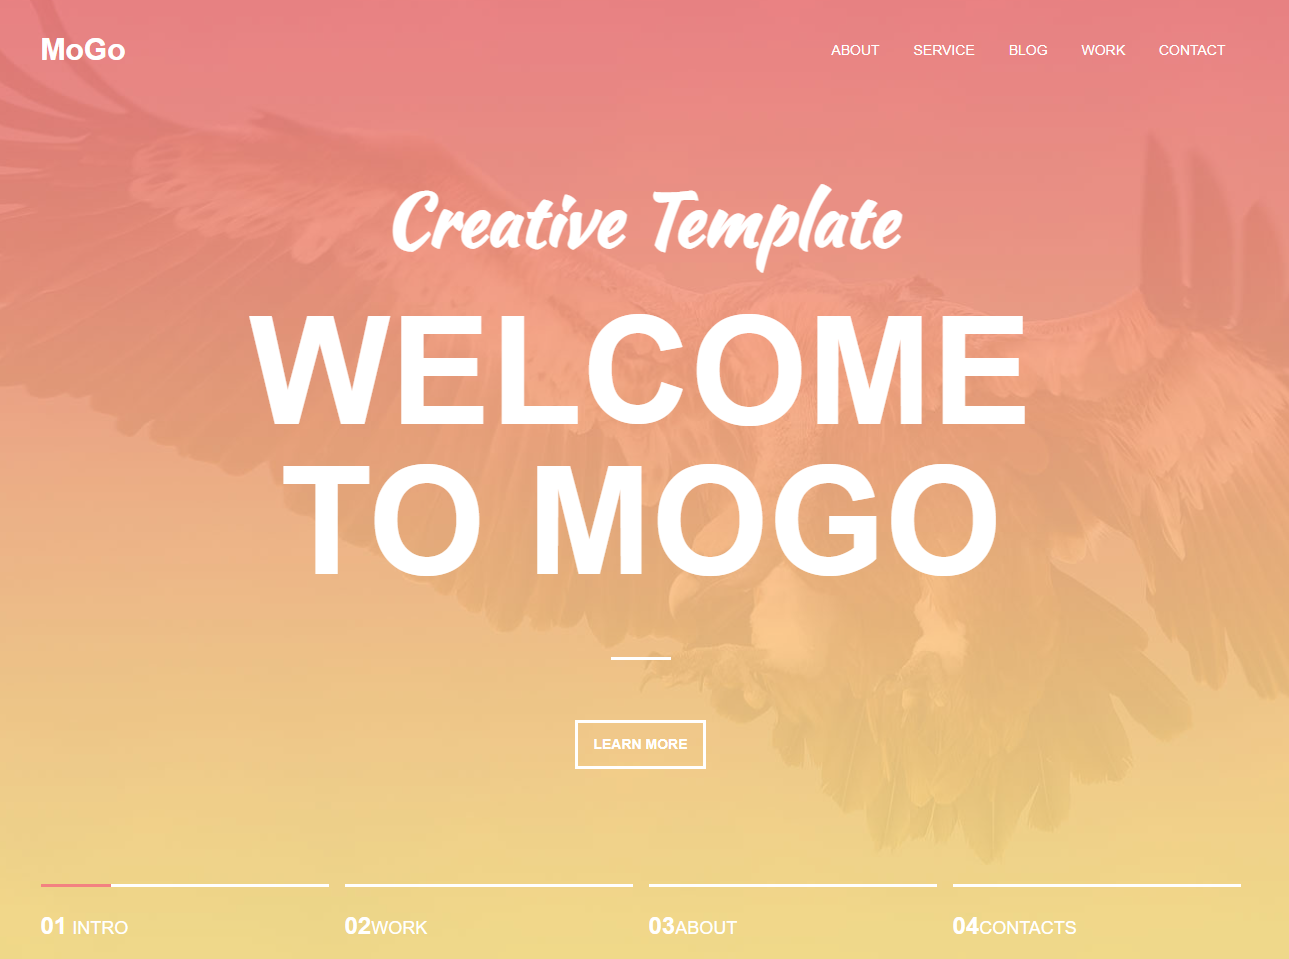 MoGo
ABOUT SERVICE BLOG WORK CONTACT
Creative Template
WELCOME
TO MOGO
LEARN MORE
01 INTRO
02WORK
03ABOUT
04CONTACTS